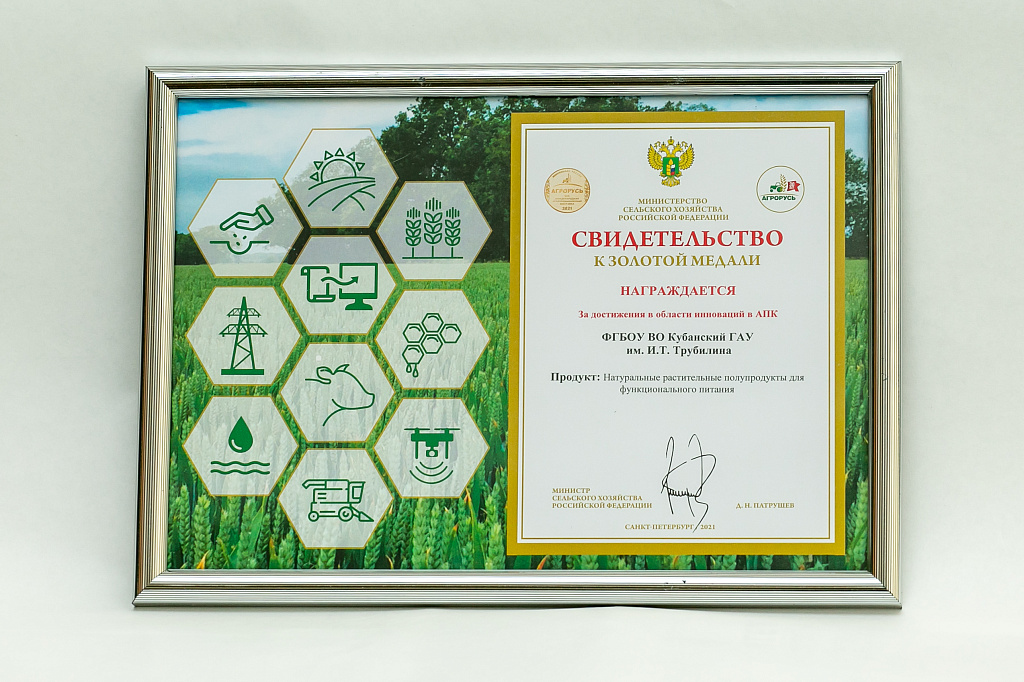 АГРОРУСЬ
2021
АГРОРУСЬ
МИНИСТЕРСТВО
СЕЛЬСКОГО ХОЗЯЙСТВА
РОССИЙСКОЙ ФЕДЕРАЦИИ
СВИДЕТЕЛЬСТВО
К ЗОЛОТОЙ МЕДАЛИ
НАГРАЖДАЕТСЯ
За достижения в области инноваций в АПК
ФГБОУ ВО Кубанский ГАУ
им. И.Т. Трубилина
Продукт: Натуральные растительные полупродукты для
функционального питания
МИНИСТР
СЕЛЬСКОГО ХОЗЯЙСТВА
РОССИЙСКОЙ ФЕДЕРАЦИИ
Д. Н. ПАТРУШЕВ
САНКТ-ПЕТЕРБУРГ 2021